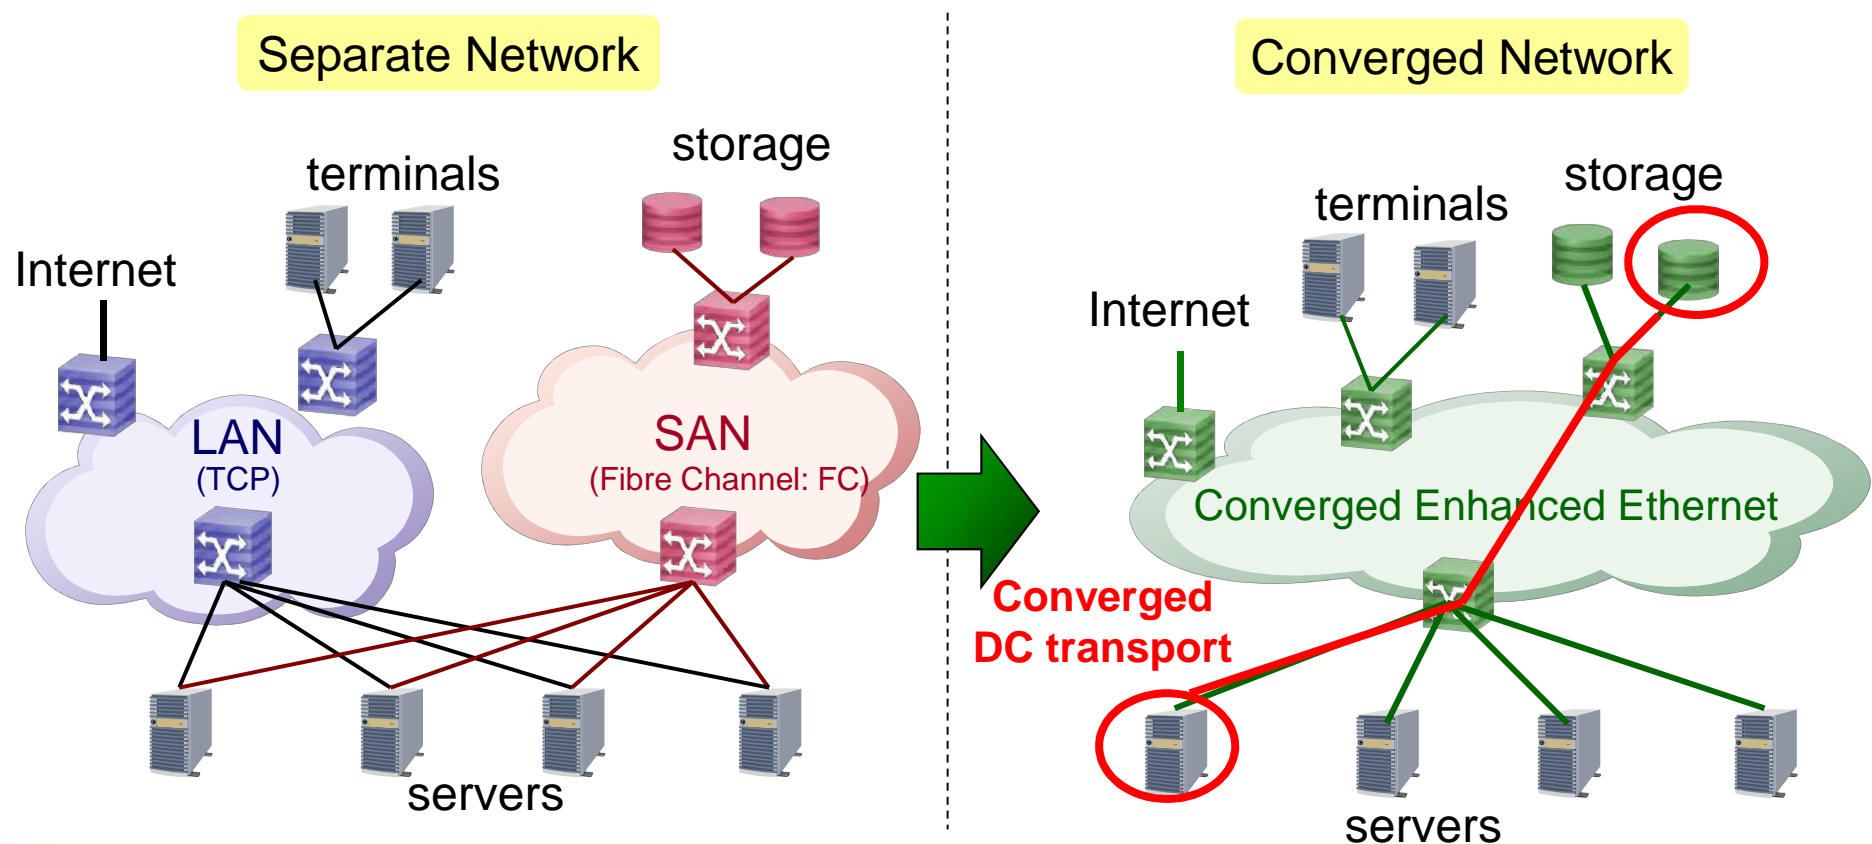 Separate Network
storage
terminals
Internet
LAN
(TCP)
SAN
(Fibre Channel: FC)
servers
Converged Network
storage
terminals
Internet
Converged Enhanced Ethernet
Converged
DC transport
servers